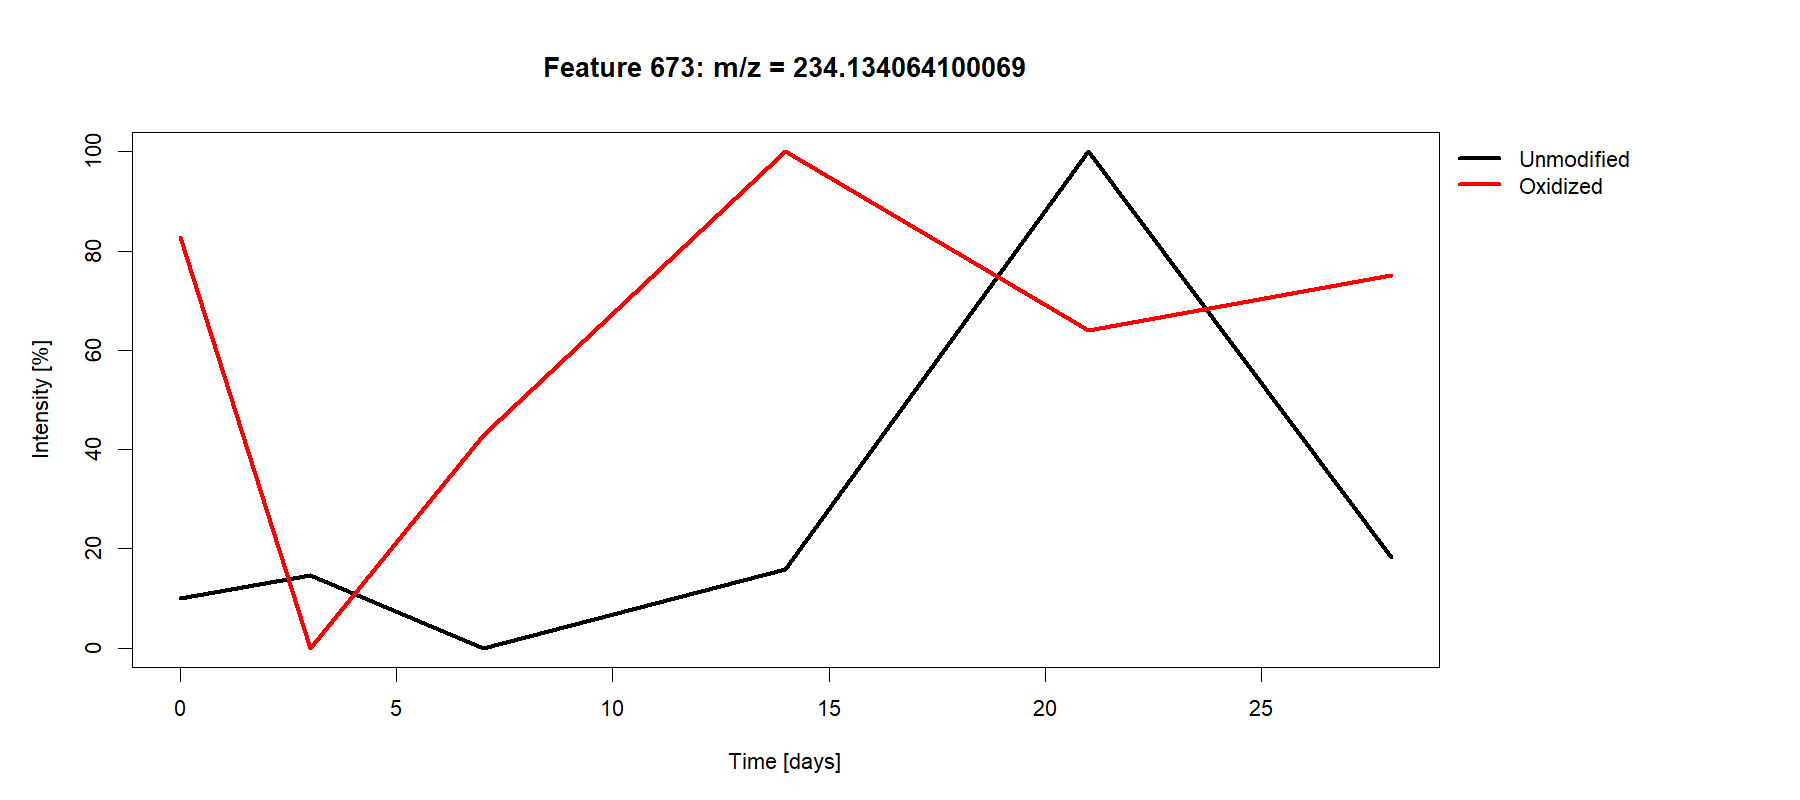 Feature 673: m/z = 234.134064100069
Unmodified
Oxidized
Intensity [%]
100
80
60
40
20
0
0 5 10 15 20 25
Time [days]